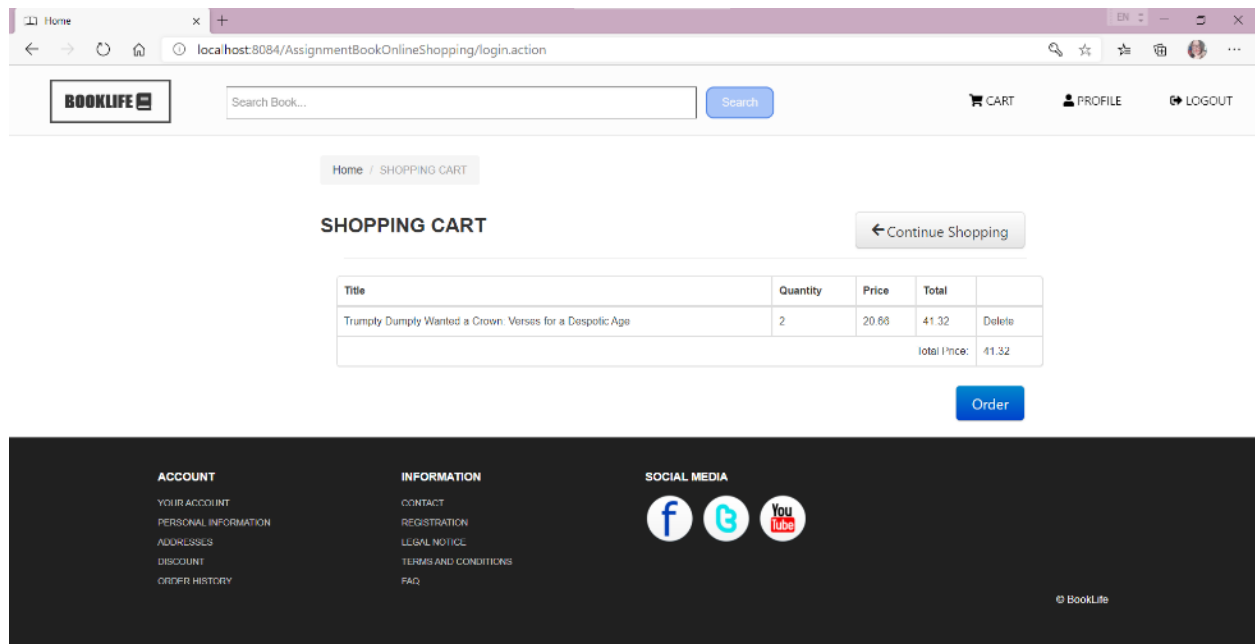 Home
EN
localhost:8084/AssignmentBookOnlineShopping/login.action
BOOKLIFE
Search Book...
Search
CART
PROFILE
LOGOUT
Home / SHOPPING CART
SHOPPING CART
Continue Shopping
Title Quantity Price Total
Trumpty Dumpty Wanted a Crown: Verses for a Despotic Age 2 20.66 41.32 Delete
Total Price: 41.32
Order
ACCOUNT
YOUR ACCOUNT
PERSONAL INFORMATION
ADDRESSES
DISCOUNT
ORDER HISTORY
INFORMATION
CONTACT
REGISTRATION
LEGAL NOTICE
TERMS AND CONDITIONS
FAQ
SOCIAL MEDIA
f
t
You
Tube
© BookLife